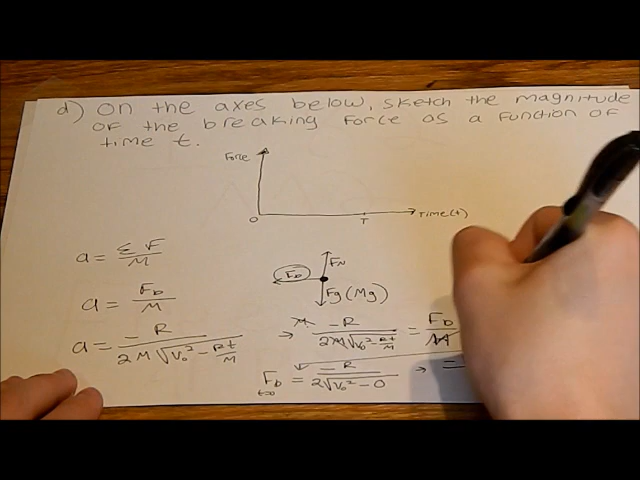 d) On the axes below, sketch the magnitude
of the breaking force as a function of
time t.
Force
0 T Time(t)
a = ΣF/M
a = Fb/M
a = -R/(2M√(V₀² - Rt/M))
Fb FN
Fg(Mg)
→ M · -R/(2M√(V₀² - Rt/M)) = Fb/M · M
Fb t=0 = -R/(2√(V₀² - 0)) → =